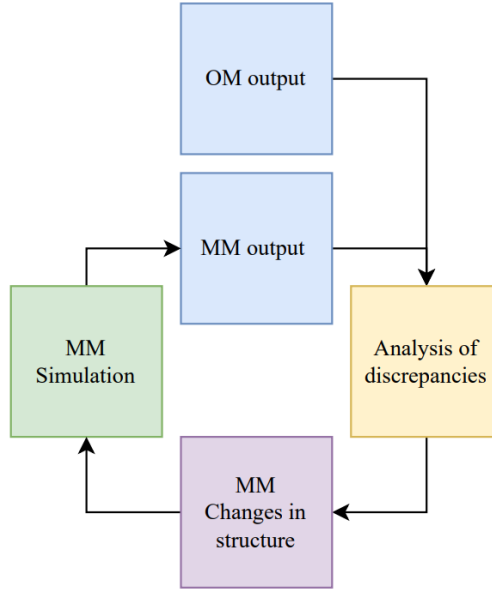 OM output
MM output
MM
Simulation
Analysis of
discrepancies
MM
Changes in
structure